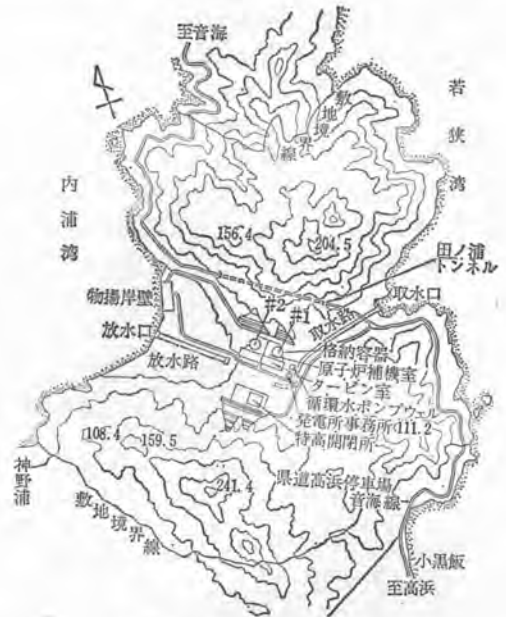 至音海
若狭湾
敷地境界線
内浦湾
156.4
204.5
田ノ浦
トンネル
取水口
#2
#1
取水路
物揚岸壁
放水口
放水路
格納容器
原子炉補機室
タービン室
循環水ポンプウェル
発電所事務所
111.2
特高開閉所
108.4
159.5
241.4
県道高浜停車場
音海線
神野浦
敷地境界線
小黒飯
至高浜